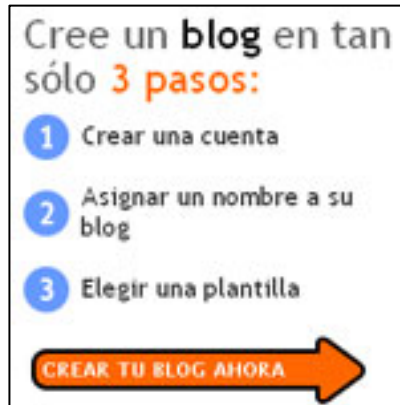 Cree un blog en tan
sólo 3 pasos:
1 Crear una cuenta
2 Asignar un nombre a su
blog
3 Elegir una plantilla
CREAR TU BLOG AHORA